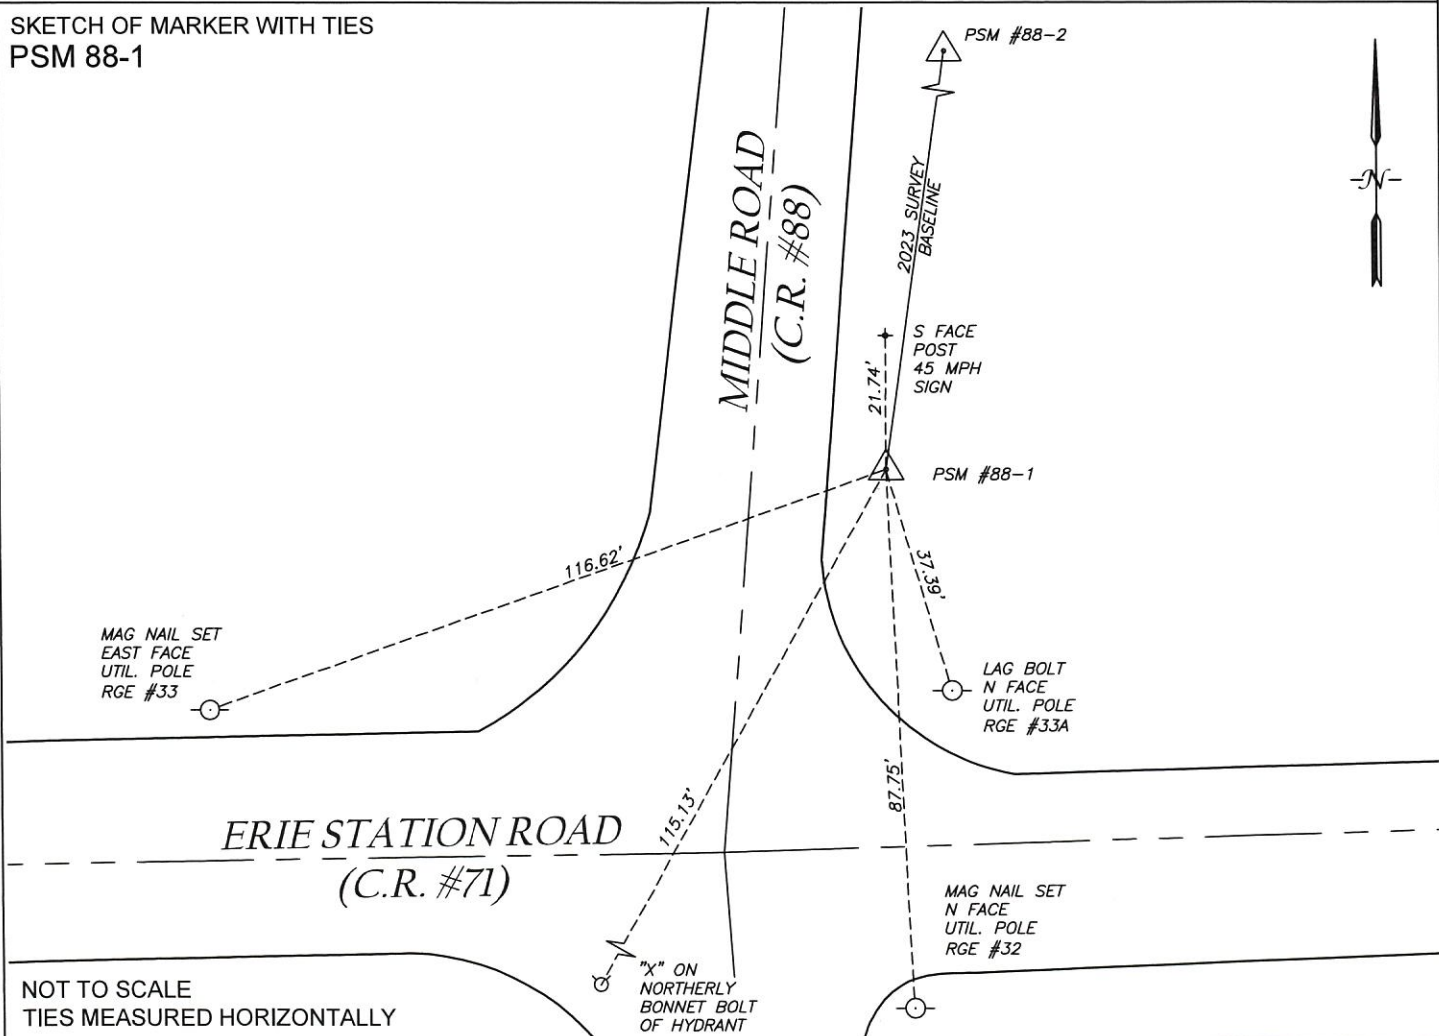 SKETCH OF MARKER WITH TIES
PSM 88-1
PSM #88-2
-N-
MIDDLE ROAD
(C.R. #88)
2023 SURVEY
BASELINE
S FACE
POST
45 MPH
SIGN
21.74'
PSM #88-1
116.62'
37.39'
MAG NAIL SET
EAST FACE
UTIL. POLE
RGE #33
LAG BOLT
N FACE
UTIL. POLE
RGE #33A
87.75'
115.13'
ERIE STATION ROAD
(C.R. #71)
MAG NAIL SET
N FACE
UTIL. POLE
RGE #32
"X" ON
NORTHERLY
BONNET BOLT
OF HYDRANT
NOT TO SCALE
TIES MEASURED HORIZONTALLY